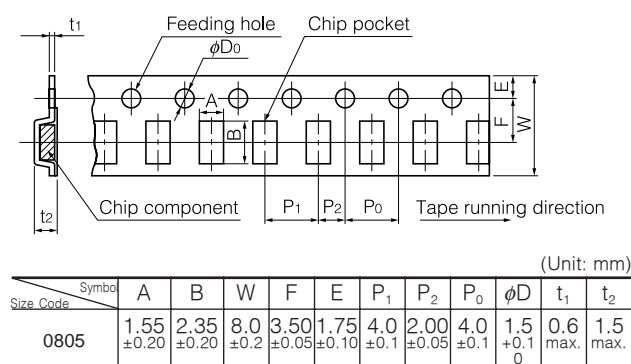 t1
Feeding hole
Chip pocket
ϕD0
A
B
E
F
W
t2
Chip component
P1
P2
P0
Tape running direction
(Unit: mm)
Symbol
Size Code
A B W F E P1 P2 P0 ϕD t1 t2
0805
1.55 2.35 8.0 3.50 1.75 4.0 2.00 4.0 1.5 0.6 1.5
±0.20 ±0.20 ±0.2 ±0.05 ±0.10 ±0.1 ±0.05 ±0.1 +0.1 max. max.
0